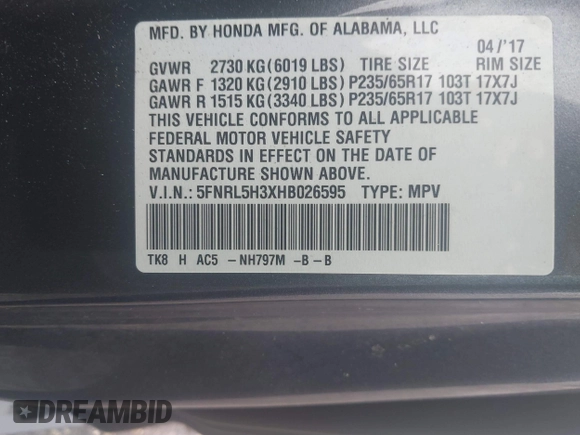 MFD. BY HONDA MFG. OF ALABAMA, LLC
04/'17
GVWR 2730 KG(6019 LBS) TIRE SIZE RIM SIZE
GAWR F 1320 KG(2910 LBS) P235/65R17 103T 17X7J
GAWR R 1515 KG(3340 LBS) P235/65R17 103T 17X7J
THIS VEHICLE CONFORMS TO ALL APPLICABLE
FEDERAL MOTOR VEHICLE SAFETY
STANDARDS IN EFFECT ON THE DATE OF
MANUFACTURE SHOWN ABOVE.
V.I.N.: 5FNRL5H3XHB026595 TYPE: MPV
TK8 H AC5 -NH797M -B-B
DREAMBID